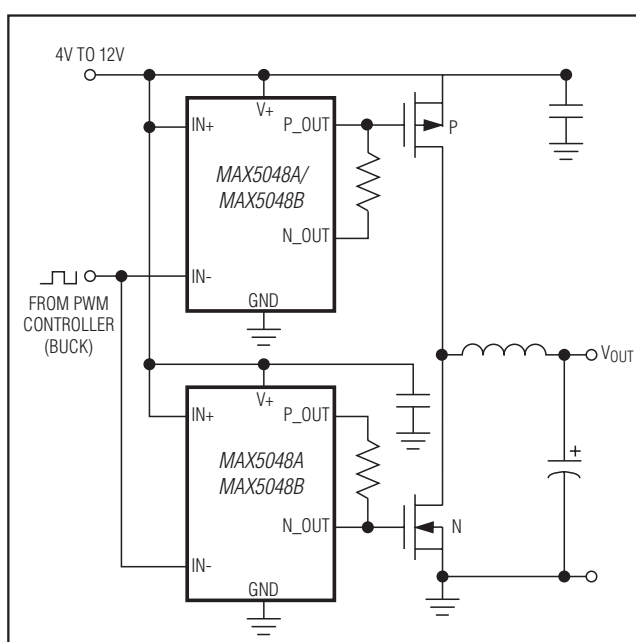 4V TO 12V
V+
IN+
P_OUT
P
MAX5048A/
MAX5048B
N_OUT
IN-
FROM PWM
CONTROLLER
(BUCK)
GND
VOUT
V+
IN+
P_OUT
+
MAX5048A
MAX5048B
N_OUT
N
IN-
GND